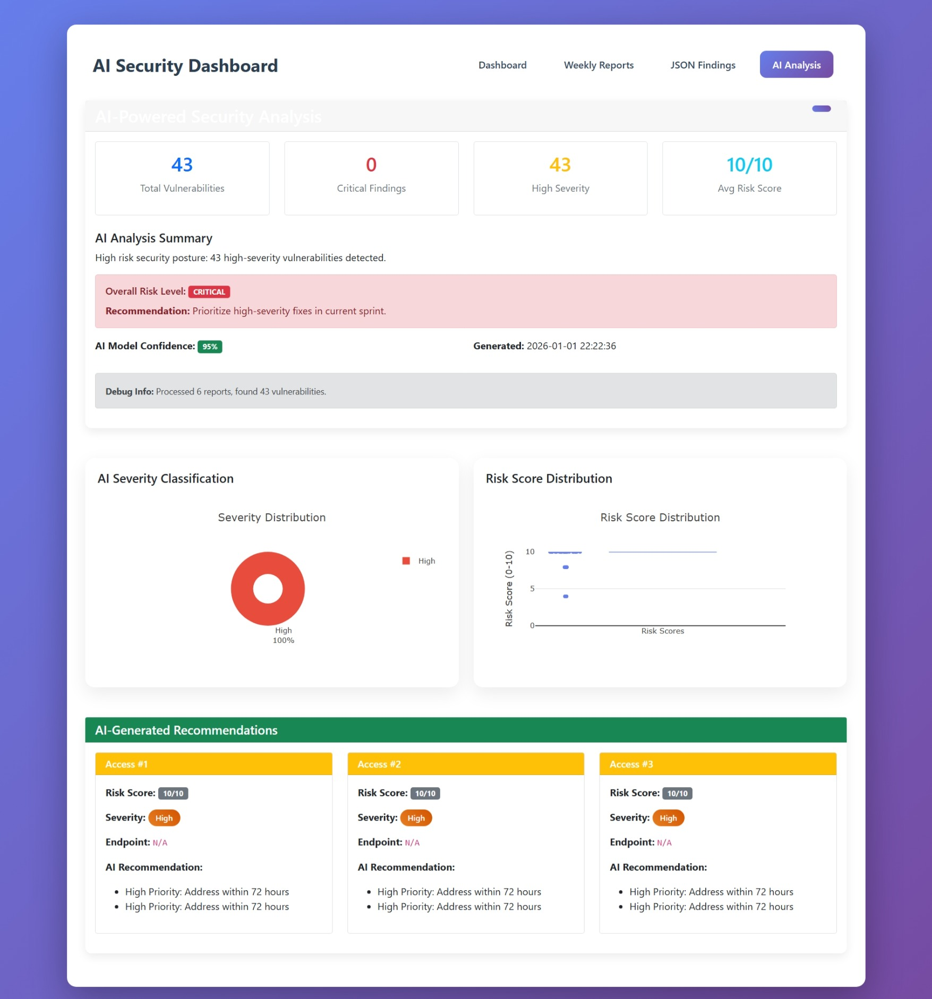 AI Security Dashboard
Dashboard
Weekly Reports
JSON Findings
AI Analysis
AI-Powered Security Analysis
43
Total Vulnerabilities
0
Critical Findings
43
High Severity
10/10
Avg Risk Score
AI Analysis Summary
High risk security posture: 43 high-severity vulnerabilities detected.
Overall Risk Level: CRITICAL
Recommendation: Prioritize high-severity fixes in current sprint.
AI Model Confidence: 95%
Generated: 2026-01-01 22:22:36
Debug Info: Processed 6 reports, found 43 vulnerabilities.
AI Severity Classification
Severity Distribution
High
High
100%
Risk Score Distribution
Risk Score Distribution
Risk Score (0-10)
10
5
0
Risk Scores
AI-Generated Recommendations
Access #1
Risk Score: 10/10
Severity: High
Endpoint: N/A
AI Recommendation:
• High Priority: Address within 72 hours
• High Priority: Address within 72 hours
Access #2
Risk Score: 10/10
Severity: High
Endpoint: N/A
AI Recommendation:
• High Priority: Address within 72 hours
• High Priority: Address within 72 hours
Access #3
Risk Score: 10/10
Severity: High
Endpoint: N/A
AI Recommendation:
• High Priority: Address within 72 hours
• High Priority: Address within 72 hours